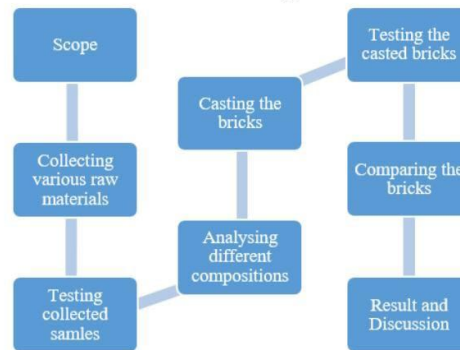 Scope
Collecting
various raw
materials
Testing
collected
samles
Analysing
different
compositions
Casting the
bricks
Testing the
casted bricks
Comparing the
bricks
Result and
Discussion